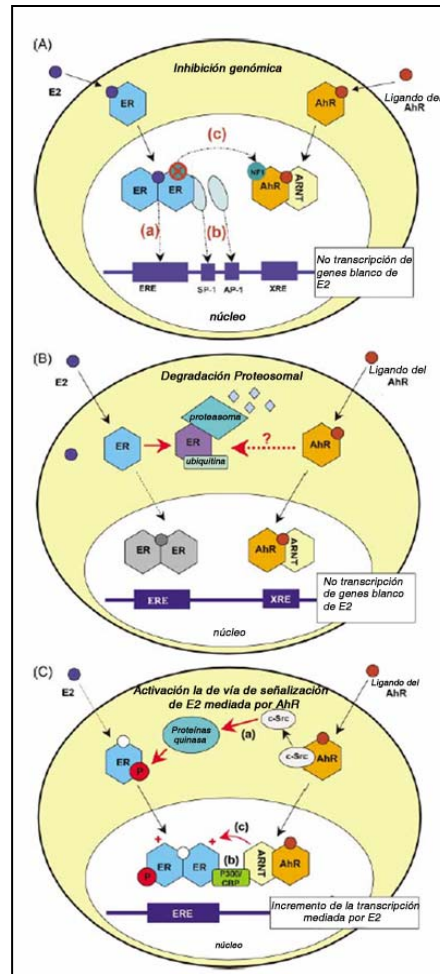 (A)
Inhibición genómica
E2
ER
AhR
Ligando del
AhR
(c)
ER
ER
NF1
AhR
ARNT
(a)
(b)
ERE
SP-1
AP-1
XRE
No transcripción de
genes blanco de
E2
núcleo
(B)
E2
Degradación Proteosomal
Ligando del
AhR
proteasoma
ER
ER
ubiquitina
?
AhR
ER
ER
AhR
ARNT
ERE
XRE
No transcripción
de genes blanco
de E2
núcleo
(C)
E2
Activación la de vía de señalización
de E2 mediada por AhR
Ligando del
AhR
Proteínas
quinasa
(a)
c-Src
c-Src
AhR
ER
P
+
+
(c)
P
ER
ER
(b)
P300/
CBP
ARNT
AhR
ERE
Incremento de la transcripción
mediada por E2
núcleo